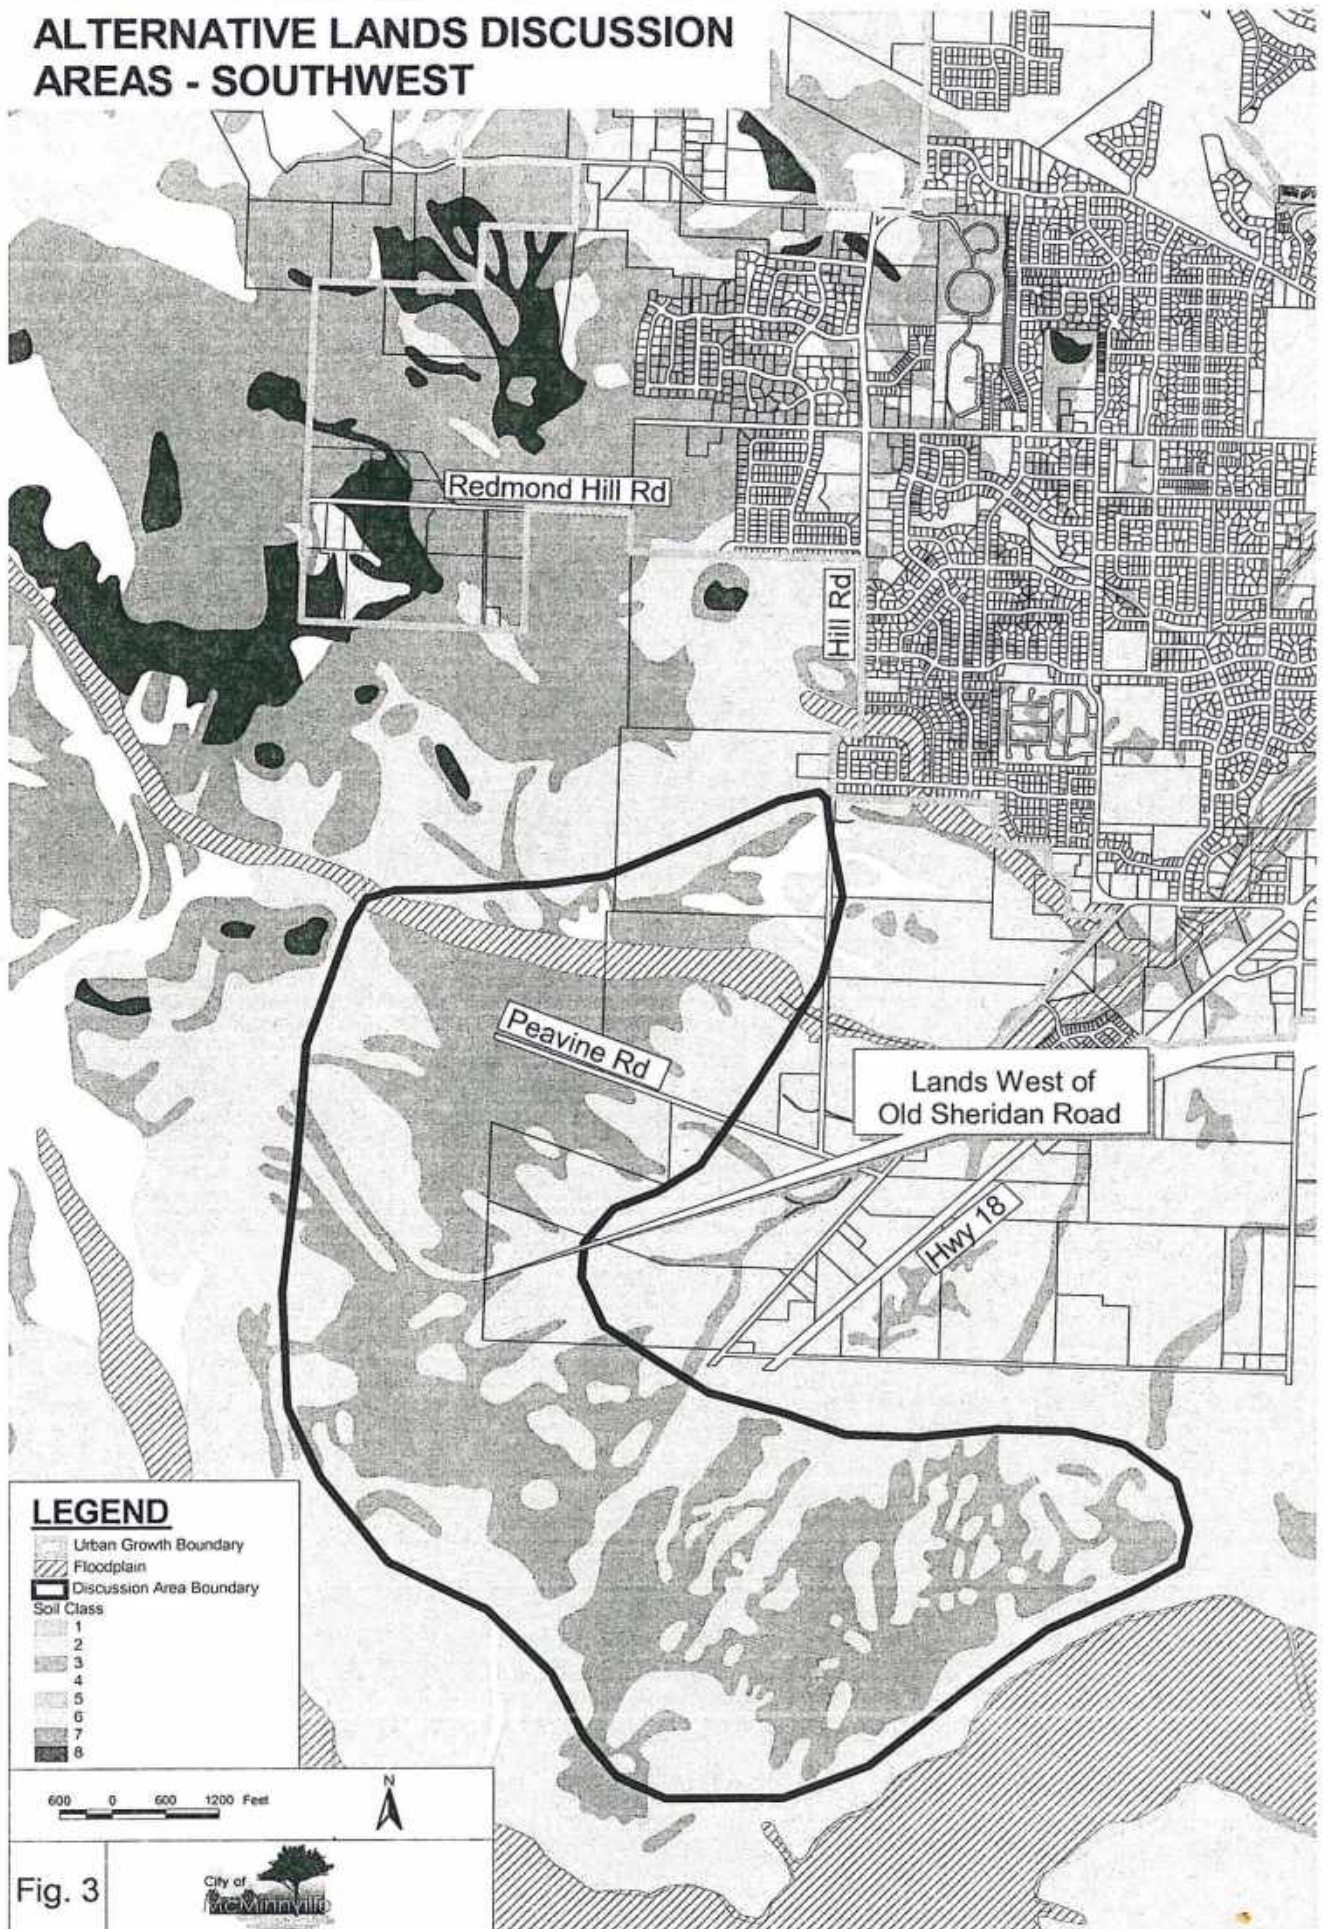 ALTERNATIVE LANDS DISCUSSION
AREAS - SOUTHWEST
Redmond Hill Rd
Hill Rd
Peavine Rd
Lands West of
Old Sheridan Road
Hwy 18
LEGEND
Urban Growth Boundary
Floodplain
Discussion Area Boundary
Soil Class
1
2
3
4
5
6
7
8
600 0 600 1200 Feet
N
Fig. 3
City of
McMinnville